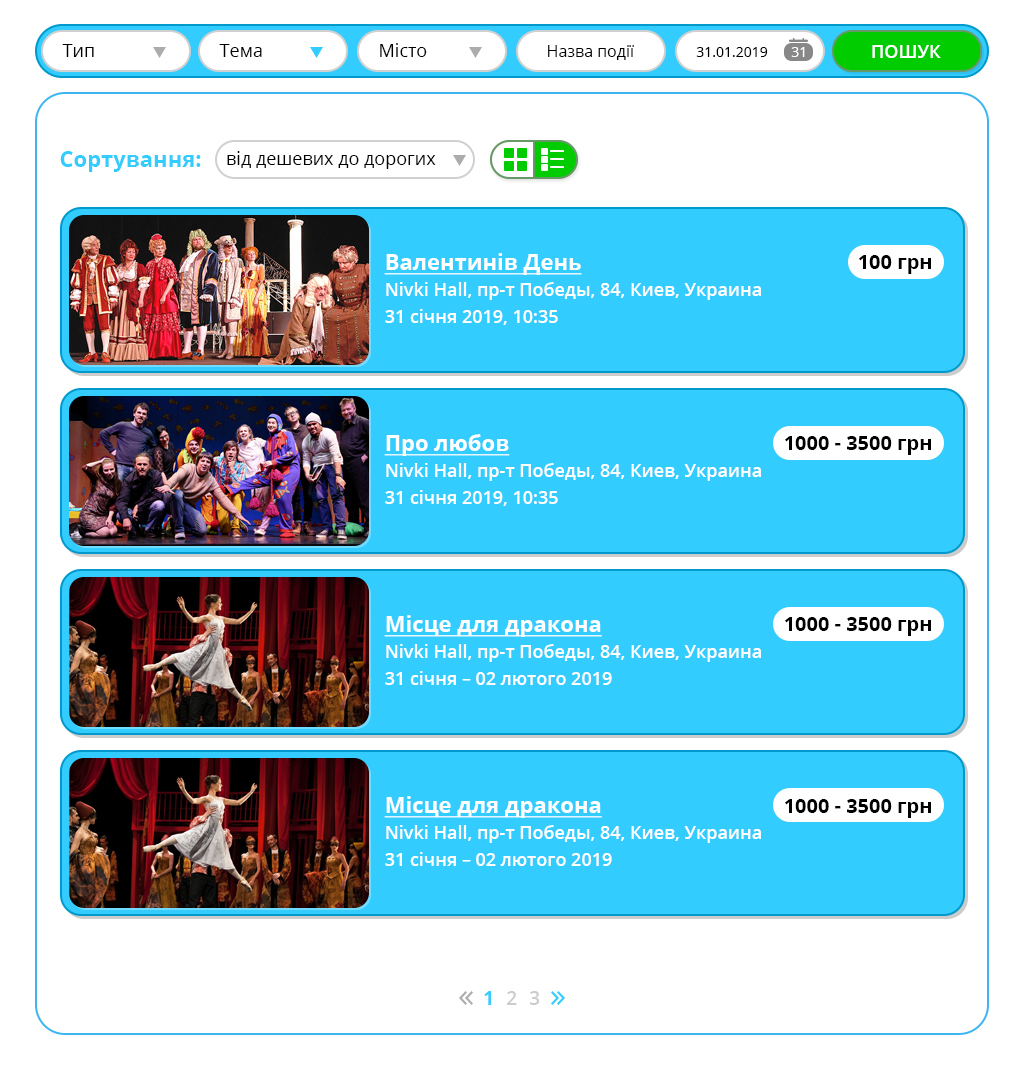 Тип Тема Місто Назва події 31.01.2019 31 ПОШУК
Сортування: від дешевих до дорогих
Валентинів День 100 грн
Nivki Hall, пр-т Победы, 84, Киев, Украина
31 січня 2019, 10:35
Про любов 1000 - 3500 грн
Nivki Hall, пр-т Победы, 84, Киев, Украина
31 січня 2019, 10:35
Місце для дракона 1000 - 3500 грн
Nivki Hall, пр-т Победы, 84, Киев, Украина
31 січня – 02 лютого 2019
Місце для дракона 1000 - 3500 грн
Nivki Hall, пр-т Победы, 84, Киев, Украина
31 січня – 02 лютого 2019
« 1 2 3 »